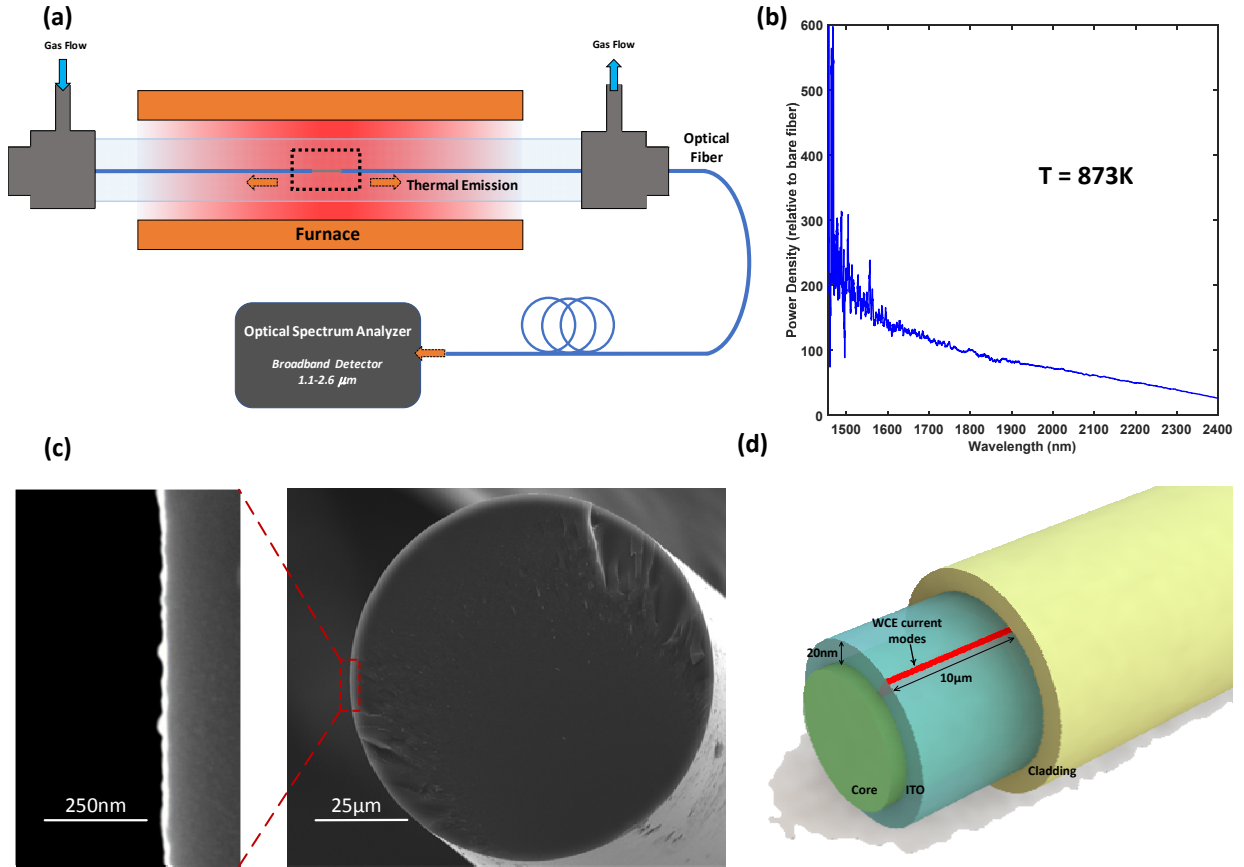 (a)
Gas Flow
Gas Flow
Optical
Fiber
Thermal Emission
Furnace
Optical Spectrum Analyzer
Broadband Detector
1.1-2.6 μm
(b)
600
500
400
300
200
100
0
Power Density (relative to bare fiber)
T = 873K
1500
1600
1700
1800
1900
2000
2100
2200
2300
2400
Wavelength (nm)
(c)
250nm
25μm
(d)
WCE current
modes
20nm
10μm
Cladding
Core
ITO